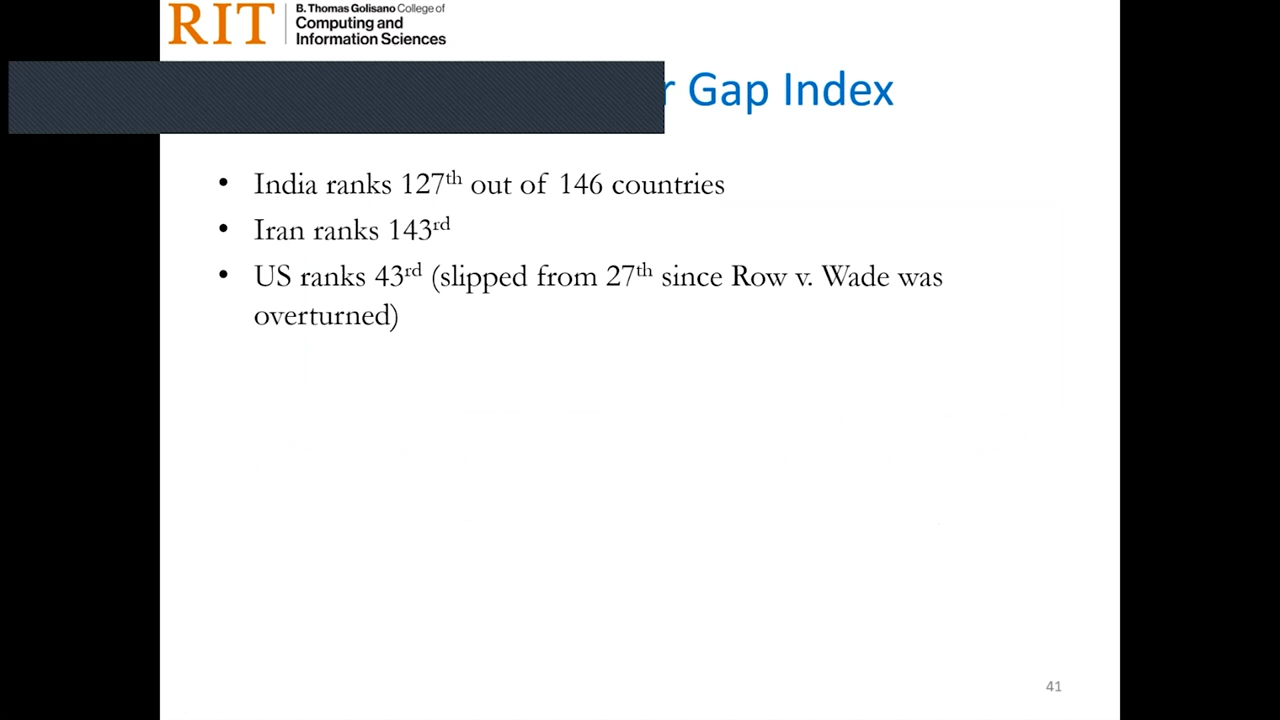 RIT
B. Thomas Golisano College of
Computing and
Information Sciences
r Gap Index
• India ranks 127th out of 146 countries
• Iran ranks 143rd
• US ranks 43rd (slipped from 27th since Row v. Wade was
overturned)
41